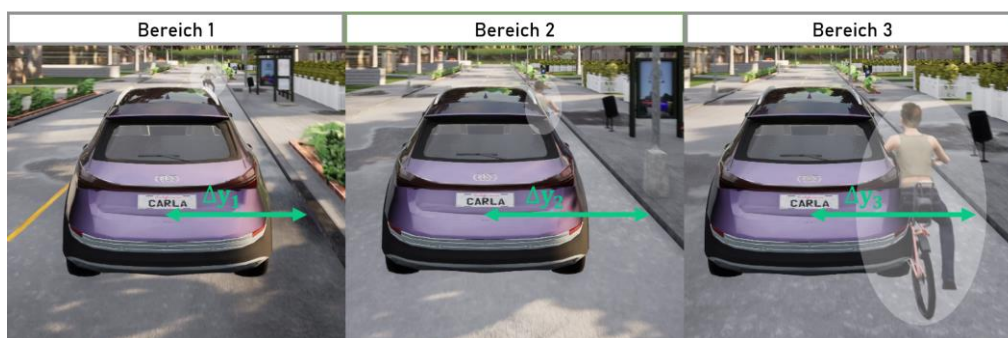 Bereich 1
Bereich 2
Bereich 3
CARLA
Δy₁
CARLA
Δy₂
CARLA
Δy₃